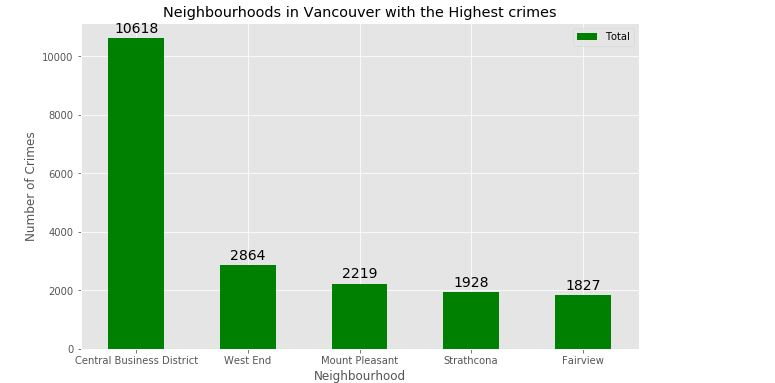 Neighbourhoods in Vancouver with the Highest crimes
10618
Total
10000
8000
6000
4000
2000
0
Number of Crimes
2864
2219
1928
1827
Central Business District
West End
Mount Pleasant
Strathcona
Fairview
Neighbourhood